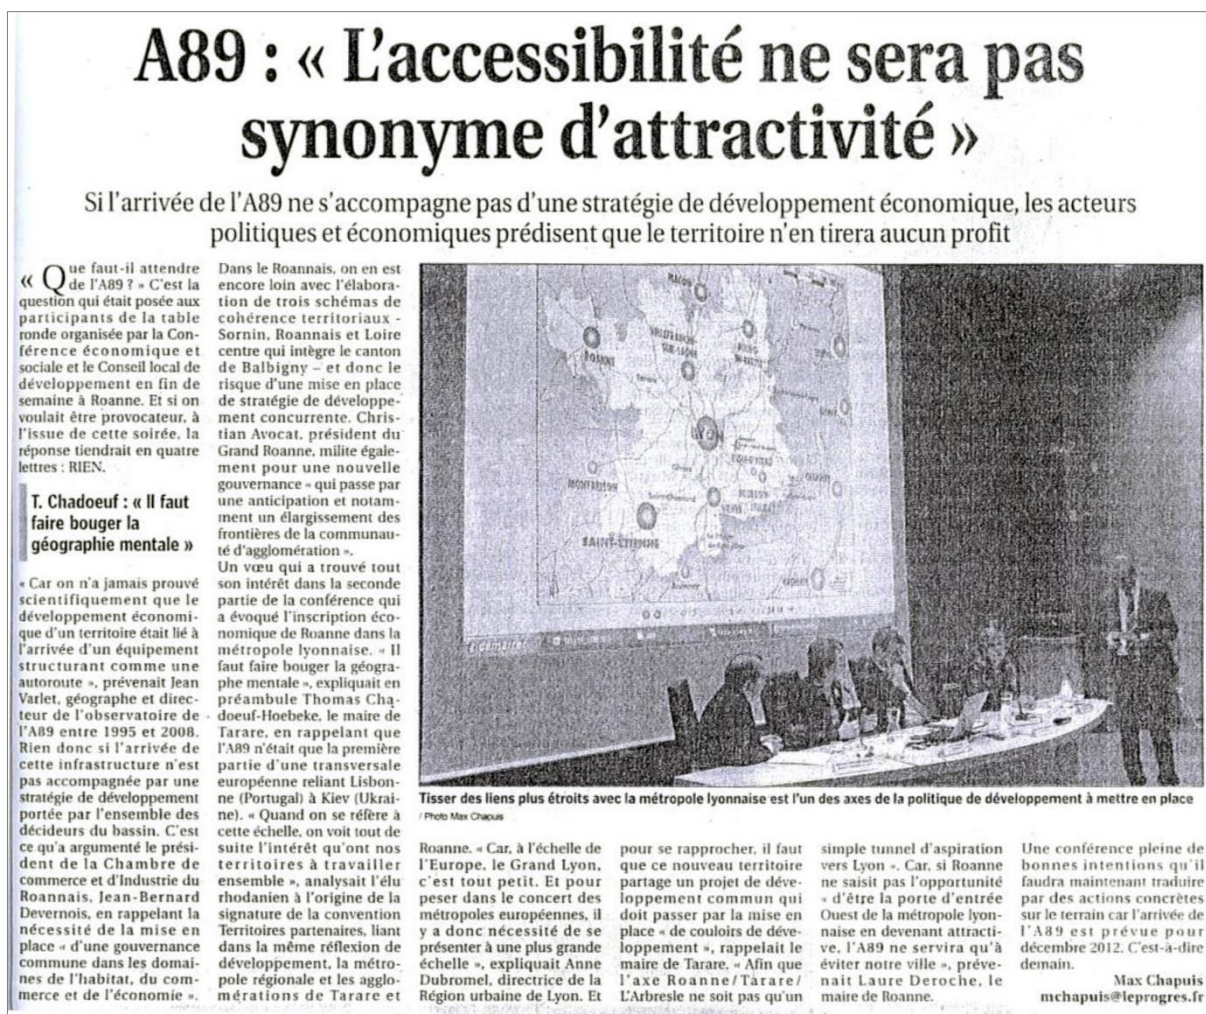 A89 : « L'accessibilité ne sera pas
synonyme d'attractivité »
Si l'arrivée de l'A89 ne s'accompagne pas d'une stratégie de développement économique, les acteurs
politiques et économiques prédisent que le territoire n'en tirera aucun profit
« Que faut-il attendre
de l'A89 ? » C'est la
question qui était posée aux
participants de la table
ronde organisée par la Con-
férence économique et
sociale et le Conseil local de
développement en fin de
semaine à Roanne. Et si on
voulait être provocateur, à
l'issue de cette soirée, la
réponse tiendrait en quatre
lettres : RIEN.
T. Chadoeuf : « Il faut
faire bouger la
géographie mentale »
« Car on n'a jamais prouvé
scientifiquement que le
développement économi-
que d'un territoire était lié à
l'arrivée d'un équipement
structurant comme une
autoroute », prévenait Jean
Varlet, géographe et direc-
teur de l'observatoire de
l'A89 entre 1995 et 2008.
Rien donc si l'arrivée de
cette infrastructure n'est
pas accompagnée par une
stratégie de développement
portée par l'ensemble des
décideurs du bassin. C'est
ce qu'a argumenté le prési-
dent de la Chambre de
commerce et d'Industrie du
Roannais, Jean-Bernard
Devernois, en rappelant la
nécessité de la mise en
place « d'une gouvernance
commune dans les domai-
nes de l'habitat, du com-
merce et de l'économie ».
Dans le Roannais, on en est
encore loin avec l'élabora-
tion de trois schémas de
cohérence territoriaux -
Sornin, Roannais et Loire
centre qui intègre le canton
de Balbigny – et donc le
risque d'une mise en place
de stratégie de développe-
ment concurrente. Chris-
tian Avocat, président du
Grand Roanne, milite égale-
ment pour une nouvelle
gouvernance « qui passe par
une anticipation et notam-
ment un élargissement des
frontières de la communau-
té d'agglomération ».
Un vœu qui a trouvé tout
son intérêt dans la seconde
partie de la conférence qui
a évoqué l'inscription éco-
nomique de Roanne dans la
métropole lyonnaise. « Il
faut faire bouger la géogra-
phe mentale », expliquait en
préambule Thomas Cha-
doeuf-Hoebeke, le maire de
Tarare, en rappelant que
l'A89 n'était que la première
partie d'une transversale
européenne reliant Lisbon-
ne (Portugal) à Kiev (Ukrai-
ne). « Quand on se réfère à
cette échelle, on voit tout de
suite l'intérêt qu'ont nos
territoires à travailler
ensemble », analysait l'élu
rhodanien à l'origine de la
signature de la convention
Territoires partenaires, liant
dans la même réflexion de
développement, la métro-
pole régionale et les agglo-
mérations de Tarare et
MACON
ROANNE
VILLEFRANCHE-
SUR-SAONE
BOURG-
EN-BRESSE
LYON
MONTBRISON
Saint-Chamond
SAINT-ETIENNE
démarrer
Tisser des liens plus étroits avec la métropole lyonnaise est l'un des axes de la politique de développement à mettre en place
/ Photo Max Chapuis
Roanne. « Car, à l'échelle de
l'Europe, le Grand Lyon,
c'est tout petit. Et pour
peser dans le concert des
métropoles européennes, il
y a donc nécessité de se
présenter à une plus grande
échelle », expliquait Anne
Dubromel, directrice de la
Région urbaine de Lyon. Et
pour se rapprocher, il faut
que ce nouveau territoire
partage un projet de déve-
loppement commun qui
doit passer par la mise en
place « de couloirs de déve-
loppement », rappelait le
maire de Tarare. « Afin que
l'axe Roanne/Tarare/
L'Arbresle ne soit pas qu'un
simple tunnel d'aspiration
vers Lyon ». Car, si Roanne
ne saisit pas l'opportunité
« d'être la porte d'entrée
Ouest de la métropole lyon-
naise en devenant attracti-
ve, l'A89 ne servira qu'à
éviter notre ville », préve-
nait Laure Deroche, le
maire de Roanne.
Une conférence pleine de
bonnes intentions qu'il
faudra maintenant traduire
par des actions concrètes
sur le terrain car l'arrivée de
l'A89 est prévue pour
décembre 2012. C'est-à-dire
demain.
Max Chapuis
mchapuis@leprogres.fr